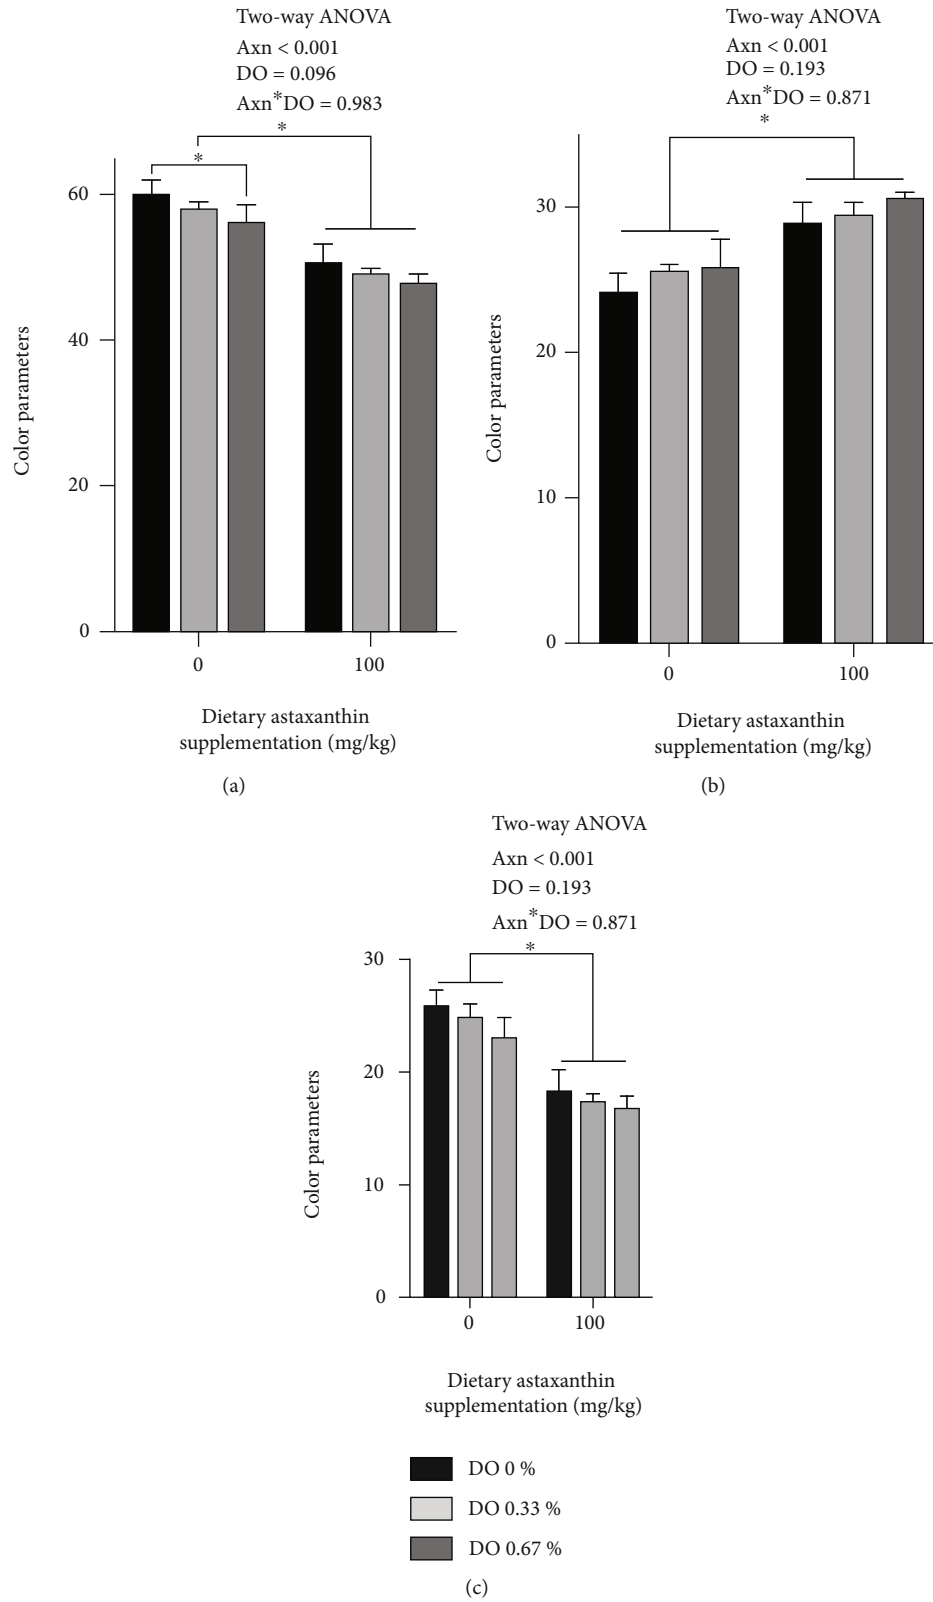 Two-way ANOVA
Axn < 0.001
DO = 0.096
Axn*DO = 0.983
*
*
60
40
20
0
Color parameters
0
100
Dietary astaxanthin
supplementation (mg/kg)
(a)
Two-way ANOVA
Axn < 0.001
DO = 0.193
Axn*DO = 0.871
*
30
20
10
0
Color parameters
0
100
Dietary astaxanthin
supplementation (mg/kg)
(b)
Two-way ANOVA
Axn < 0.001
DO = 0.193
Axn*DO = 0.871
*
30
20
10
0
Color parameters
0
100
Dietary astaxanthin
supplementation (mg/kg)
DO 0 %
DO 0.33 %
DO 0.67 %
(c)